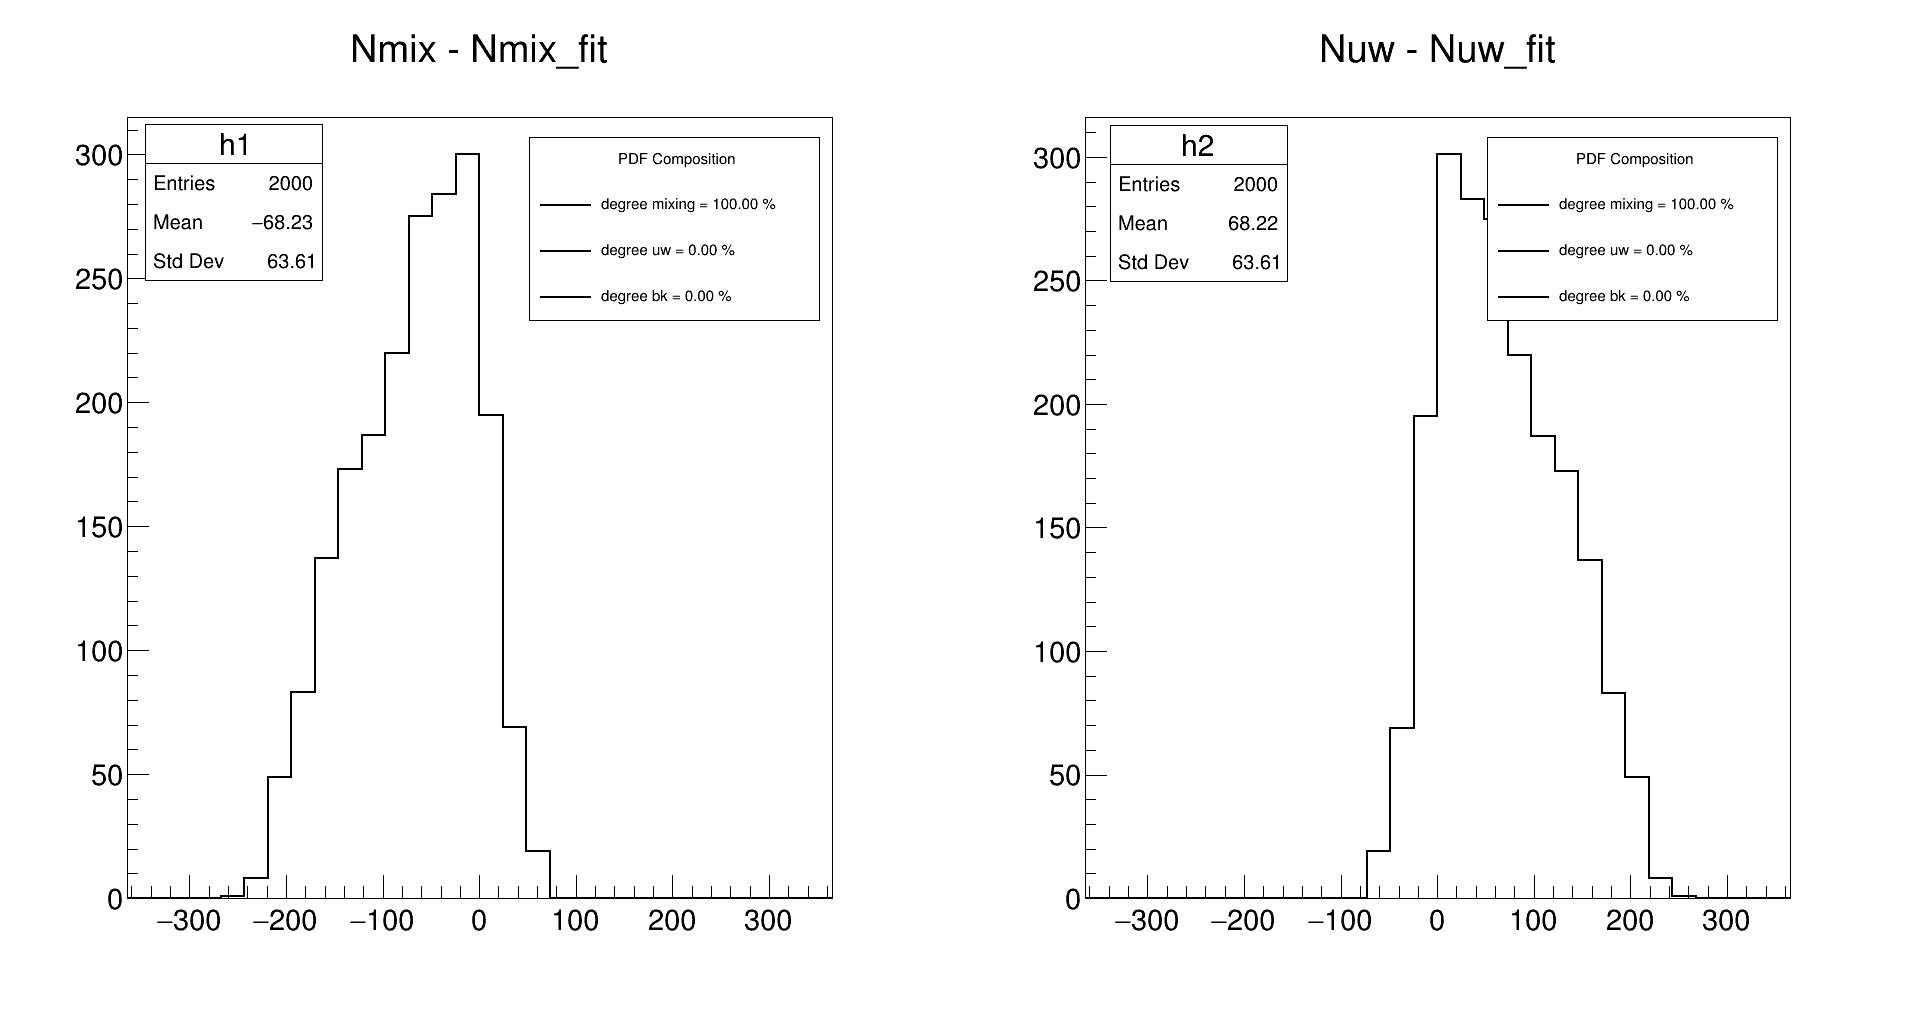 Nmix - Nmix_fit
h1
Entries 2000
Mean −68.23
Std Dev 63.61
PDF Composition
degree mixing = 100.00 %
degree uw = 0.00 %
degree bk = 0.00 %
300
250
200
150
100
50
0
−300 −200 −100 0 100 200 300
Nuw - Nuw_fit
h2
Entries 2000
Mean 68.22
Std Dev 63.61
PDF Composition
degree mixing = 100.00 %
degree uw = 0.00 %
degree bk = 0.00 %
300
250
200
150
100
50
0
−300 −200 −100 0 100 200 300